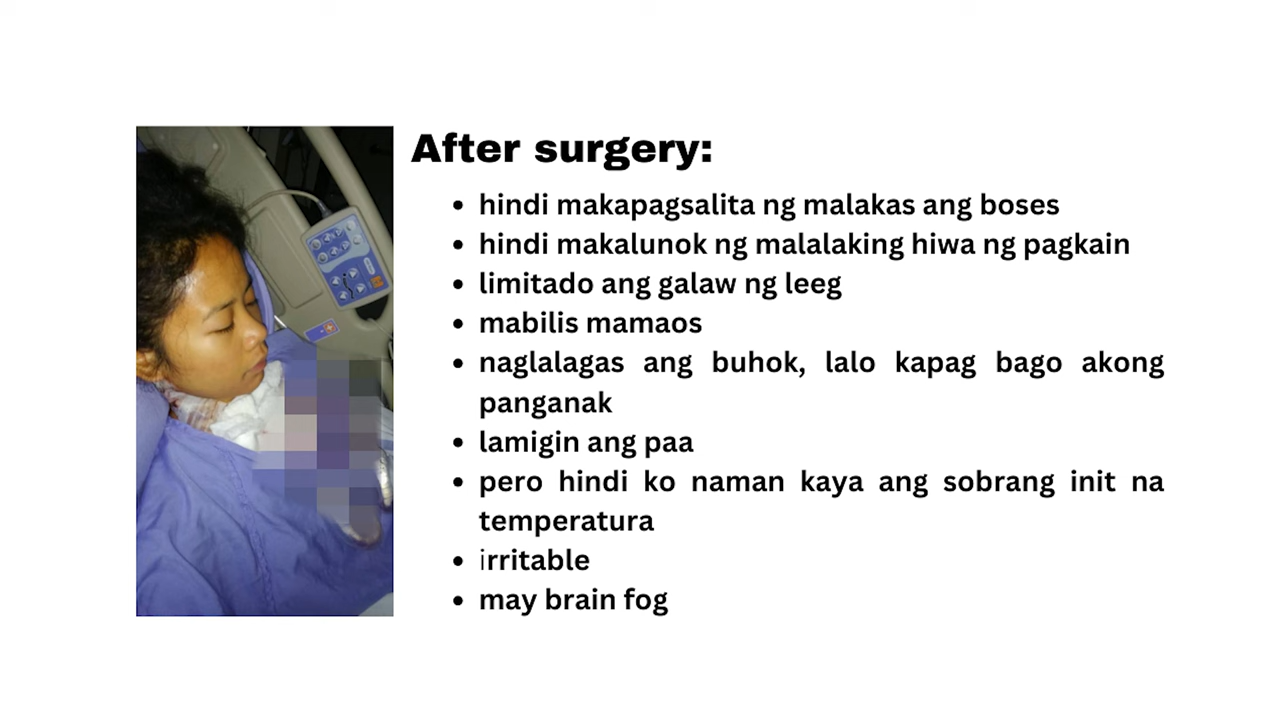 After surgery:
• hindi makapagsalita ng malakas ang boses
• hindi makalunok ng malalaking hiwa ng pagkain
• limitado ang galaw ng leeg
• mabilis mamaos
• naglalagas ang buhok, lalo kapag bago akong
panganak
• lamigin ang paa
• pero hindi ko naman kaya ang sobrang init na
temperatura
• irritable
• may brain fog